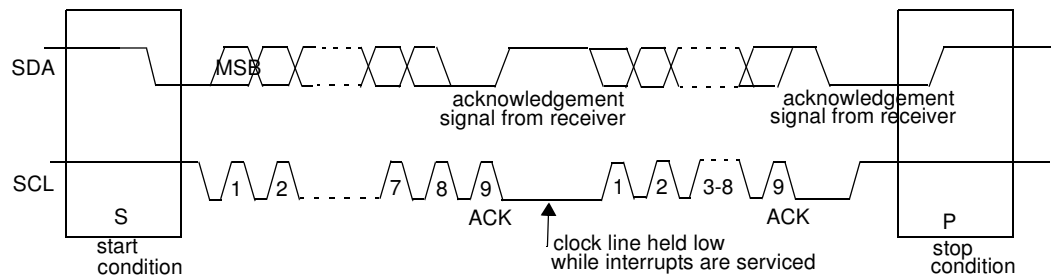 SDA
MSB
acknowledgement
signal from receiver
acknowledgement
signal from receiver
SCL
1 2 7 8 9 1 2 3-8 9
ACK
ACK
S
P
start
condition
clock line held low
while interrupts are serviced
stop
condition